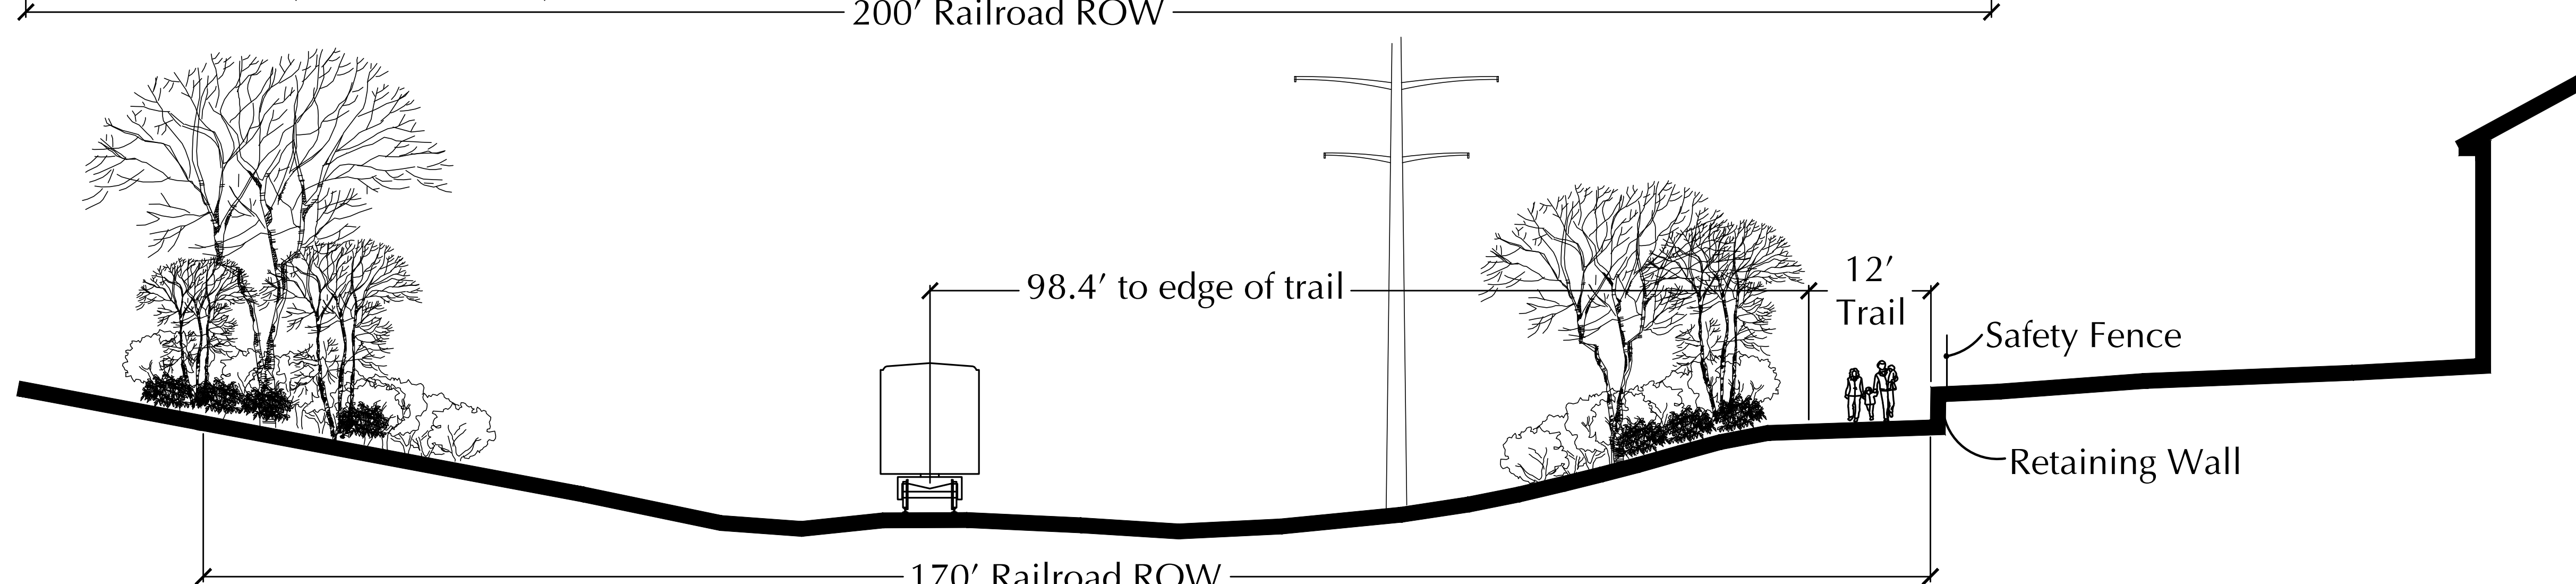 200’ Railroad ROW
98.4’ to edge of trail
12’
Trail
Safety Fence
Retaining Wall
170’ Railroad ROW